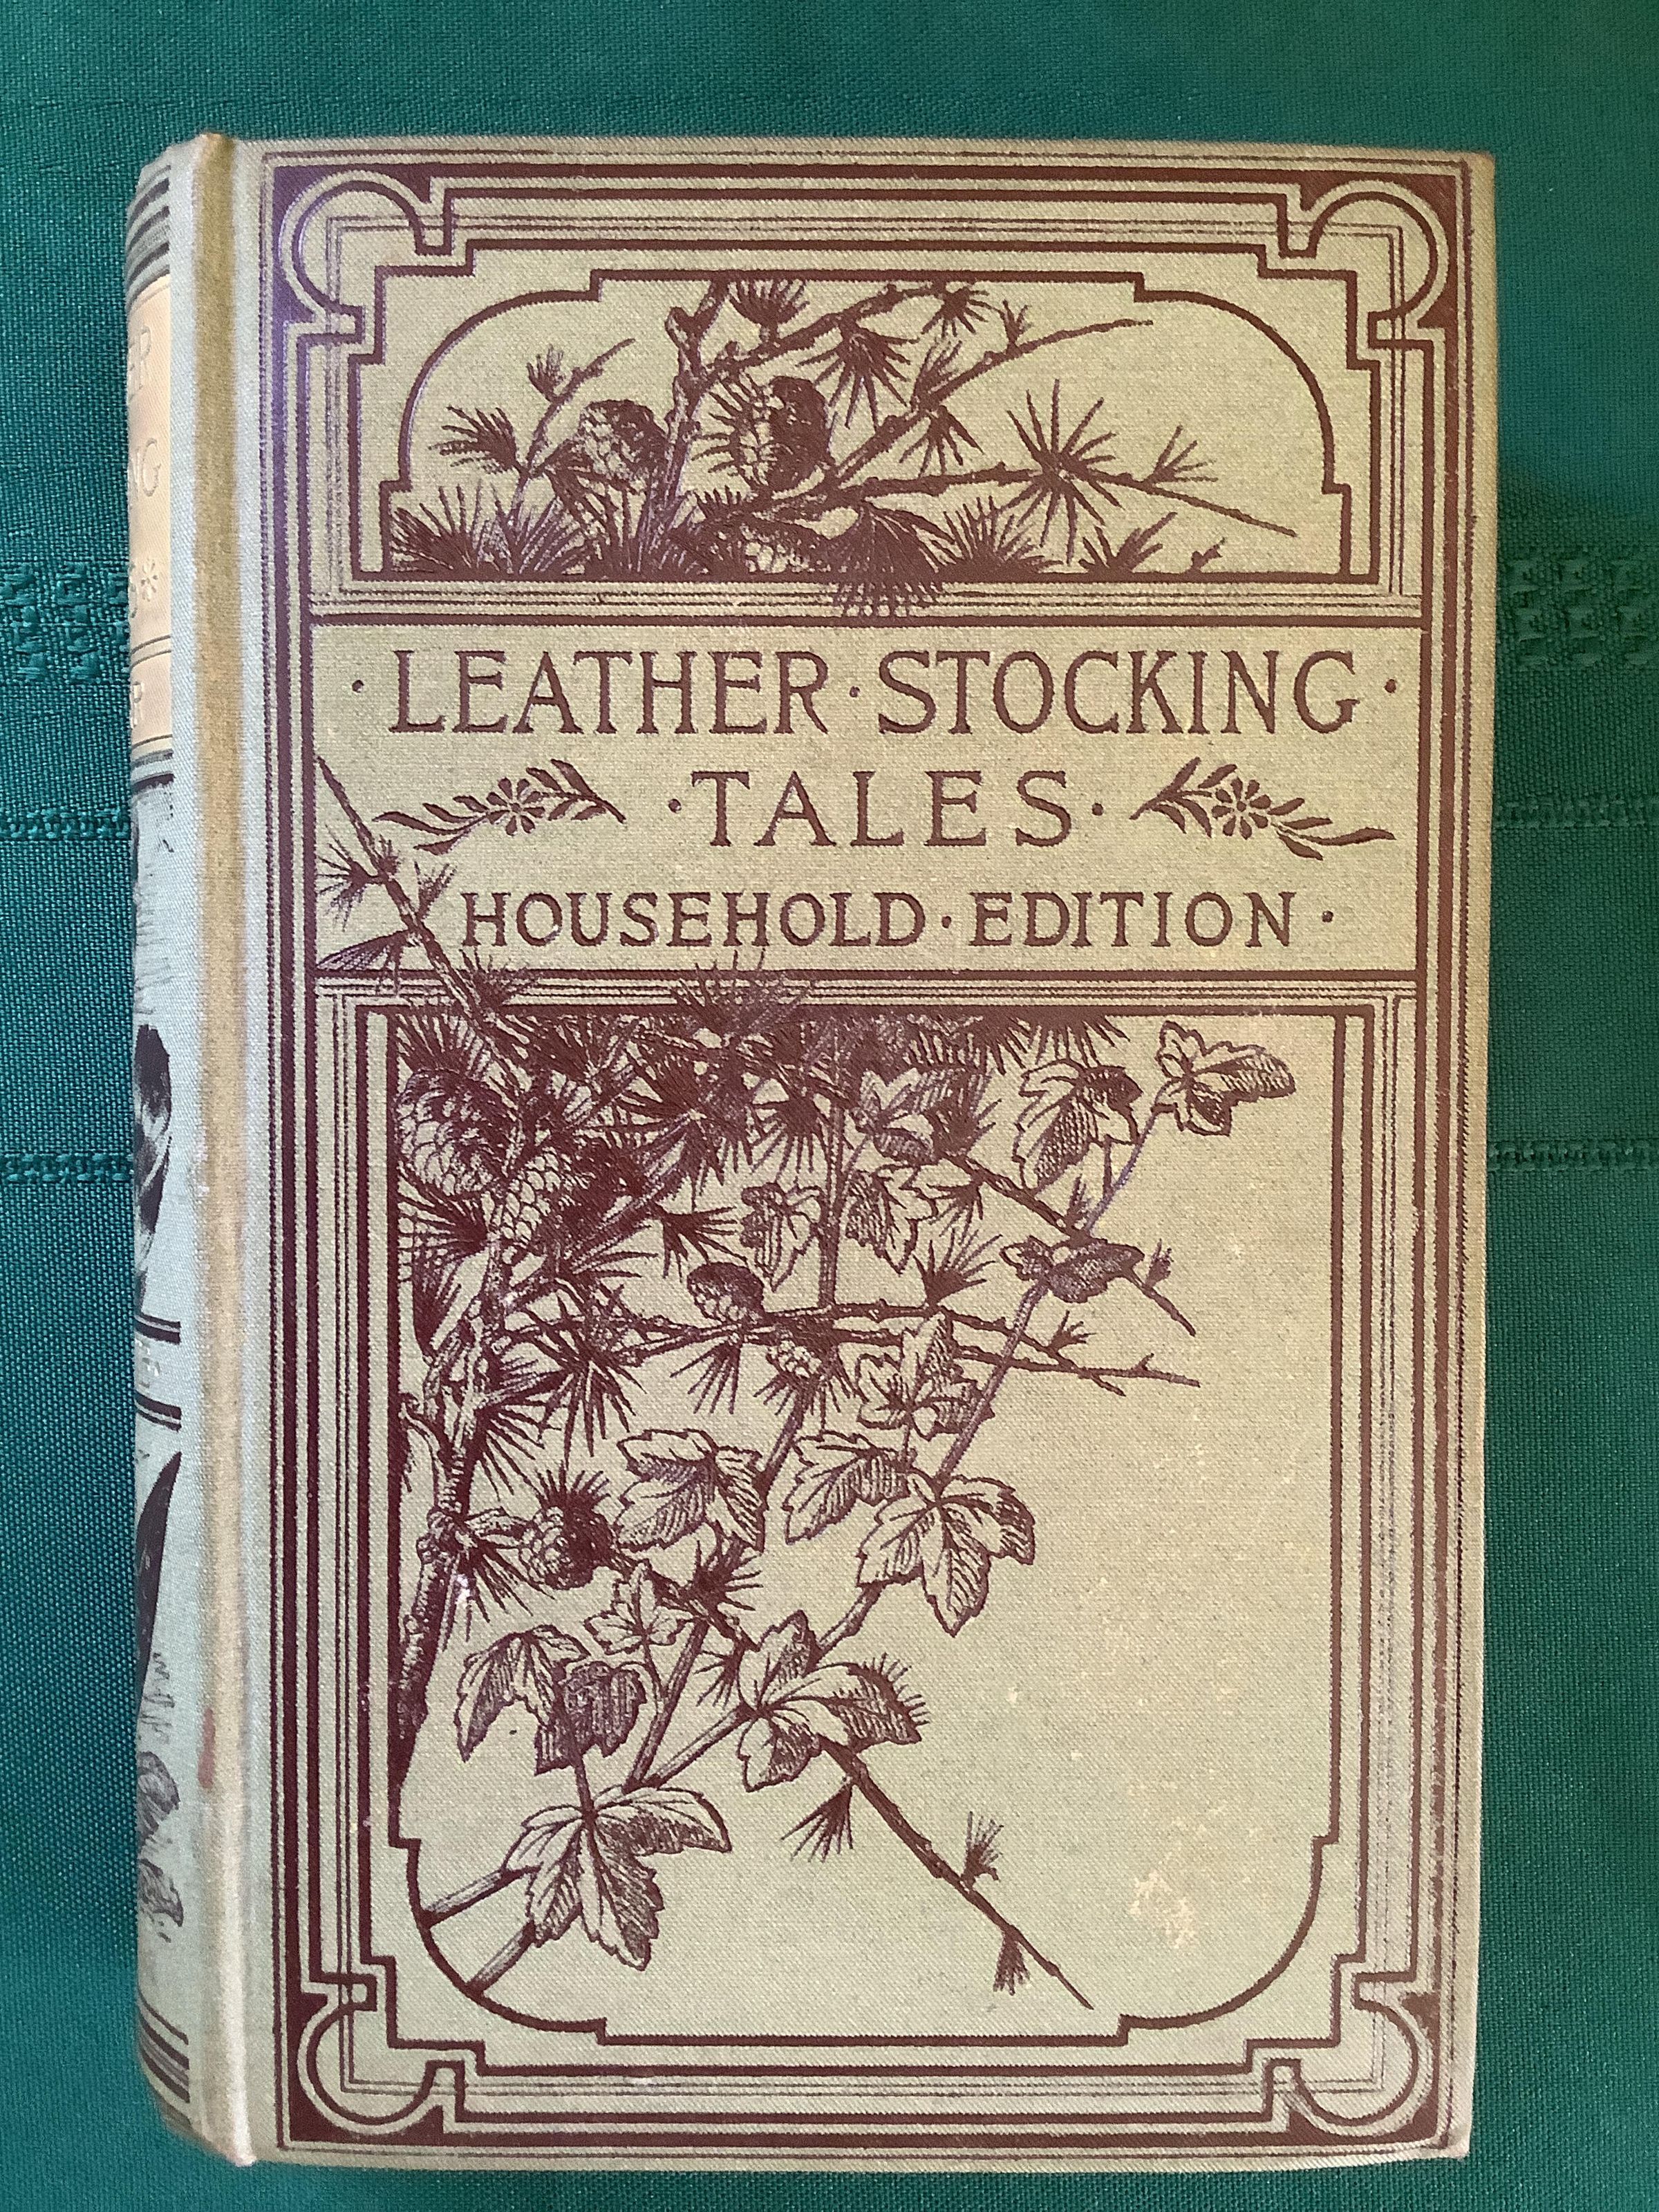 ·LEATHER·STOCKING·
·TALES·
HOUSEHOLD·EDITION·